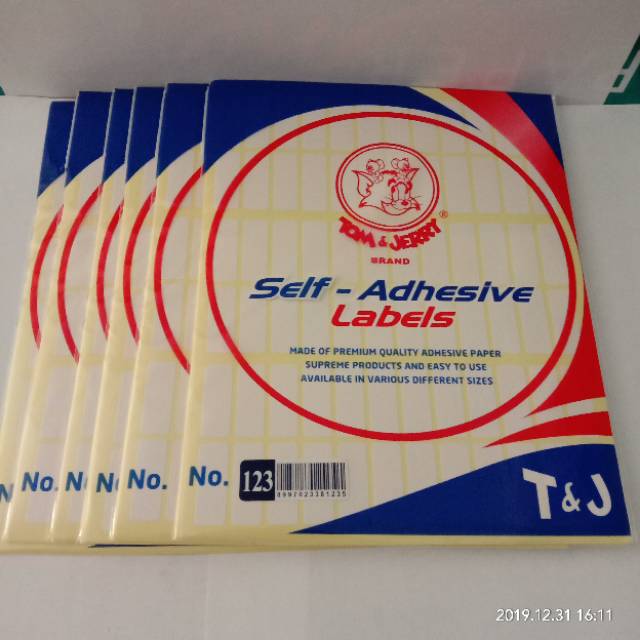 TOM & JERRY ®
BRAND
Self - Adhesive
Labels
MADE OF PREMIUM QUALITY ADHESIVE PAPER
SUPREME PRODUCTS AND EASY TO USE
AVAILABLE IN VARIOUS DIFFERENT SIZES
N No. No. No. No. No. 123
8997023381235
T & J
2019.12.31 16:11